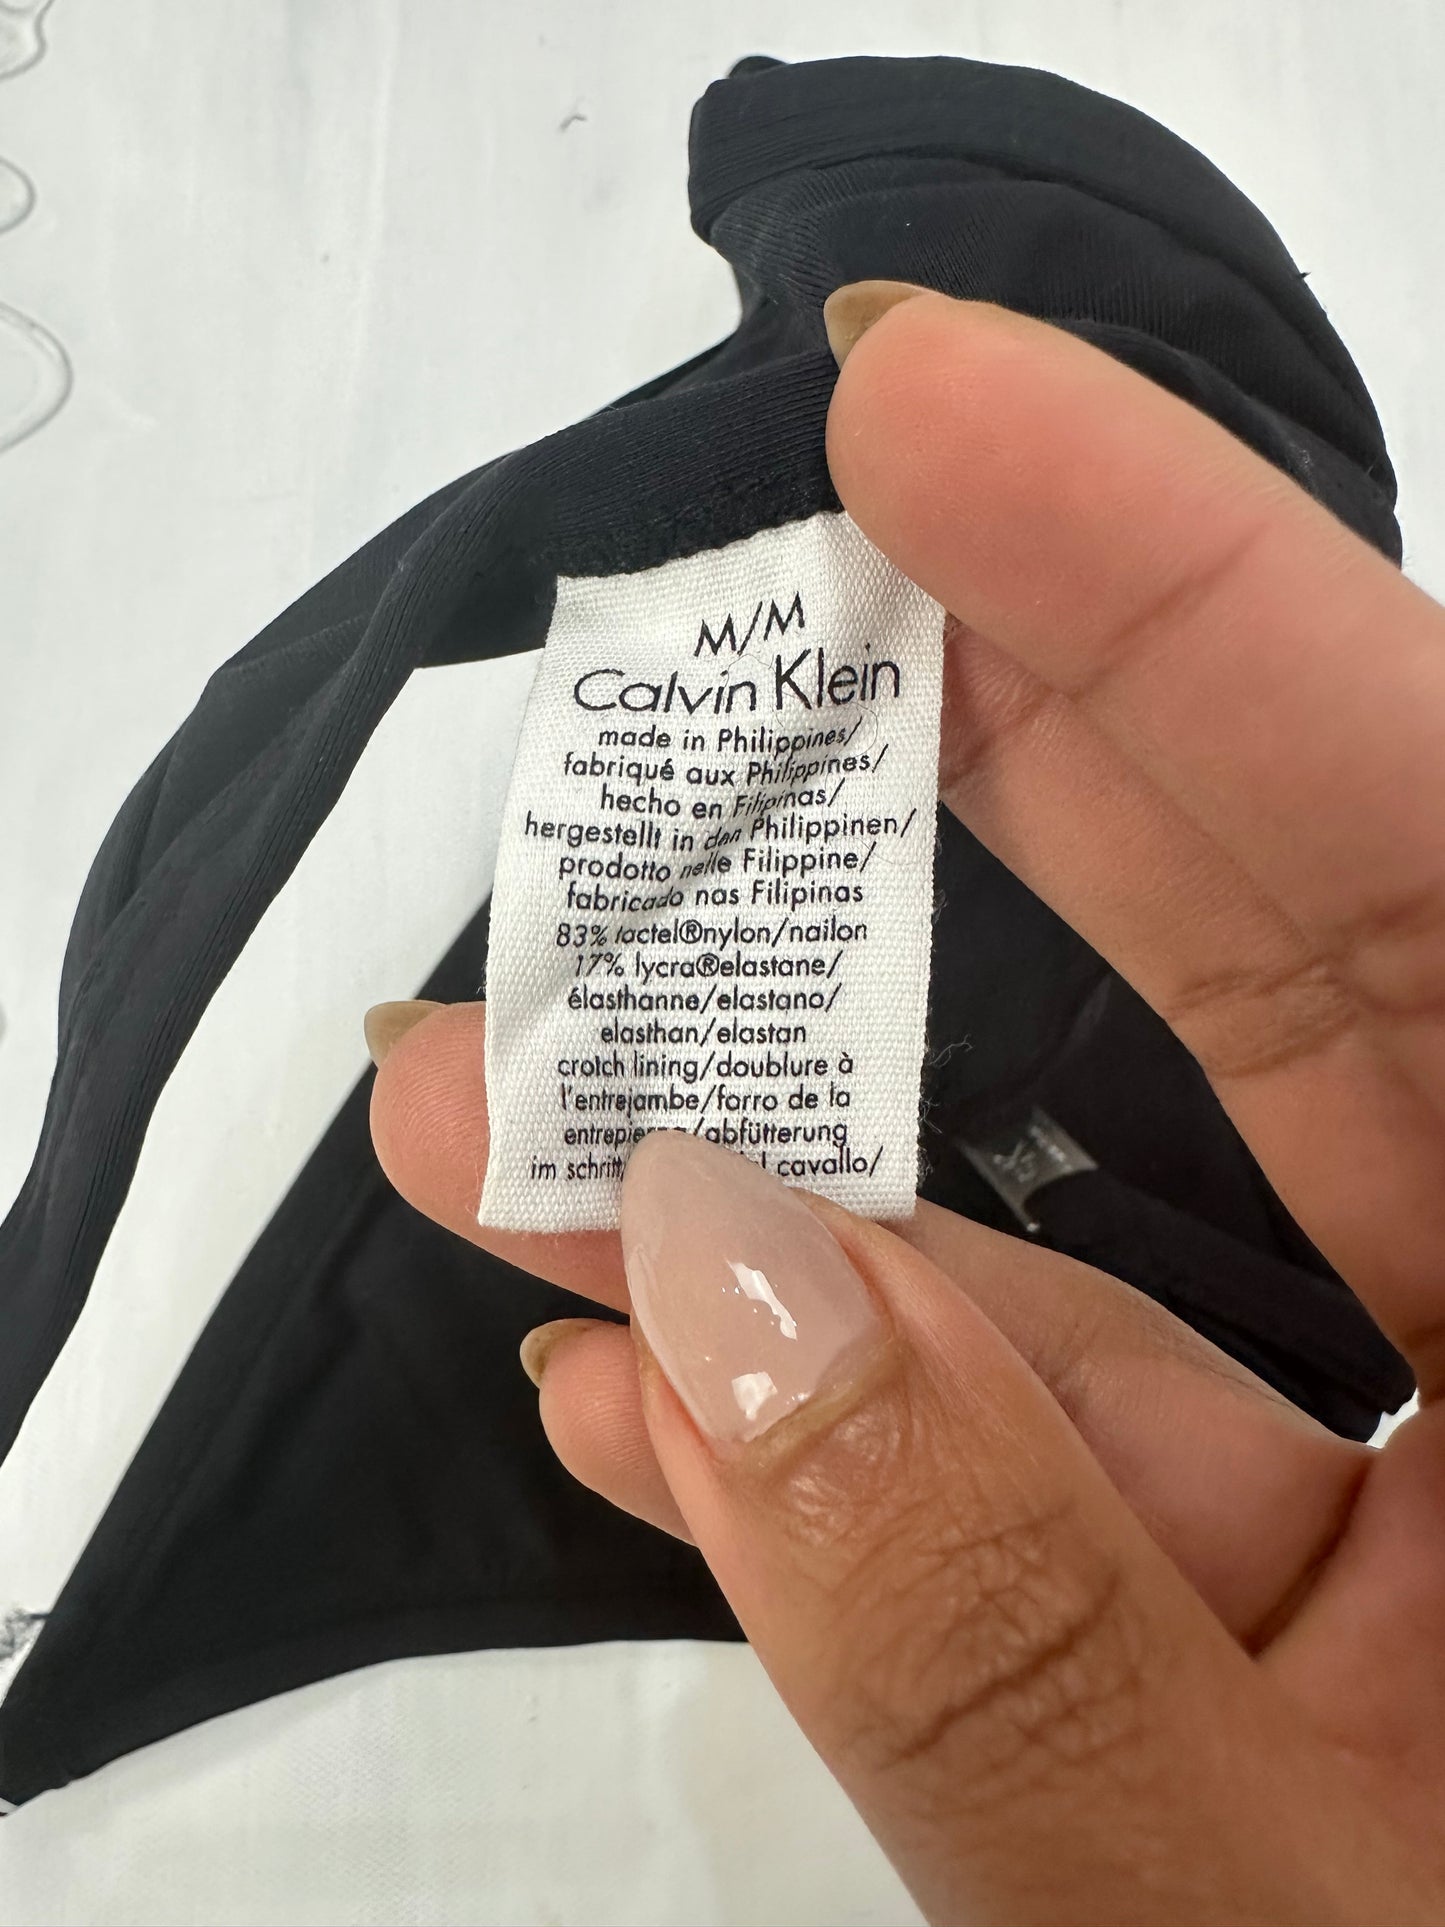 M/M
Calvin Klein
made in Philippines/
fabriqué aux Philippines/
hecho en Filipinas/
hergestellt in den Philippinen/
prodotto nelle Filippine/
fabricado nas Filipinas
83% tactel®nylon/nailon
17% lycra®elastane/
élasthanne/elastano/
elasthan/elastan
crotch lining/doublure à
l'entrejambe/forro de la
/abfütterung
im cavallo/